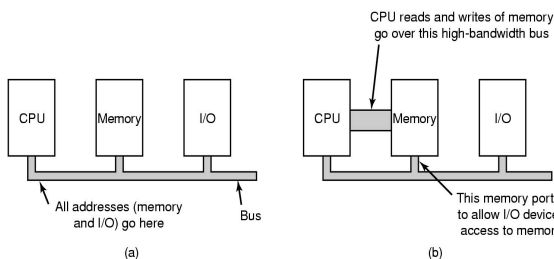 CPU reads and writes of memory
go over this high-bandwidth bus
CPU
Memory
I/O
CPU
Memory
I/O
All addresses (memory
and I/O) go here
Bus
This memory port
to allow I/O device
access to memor
(a)
(b)